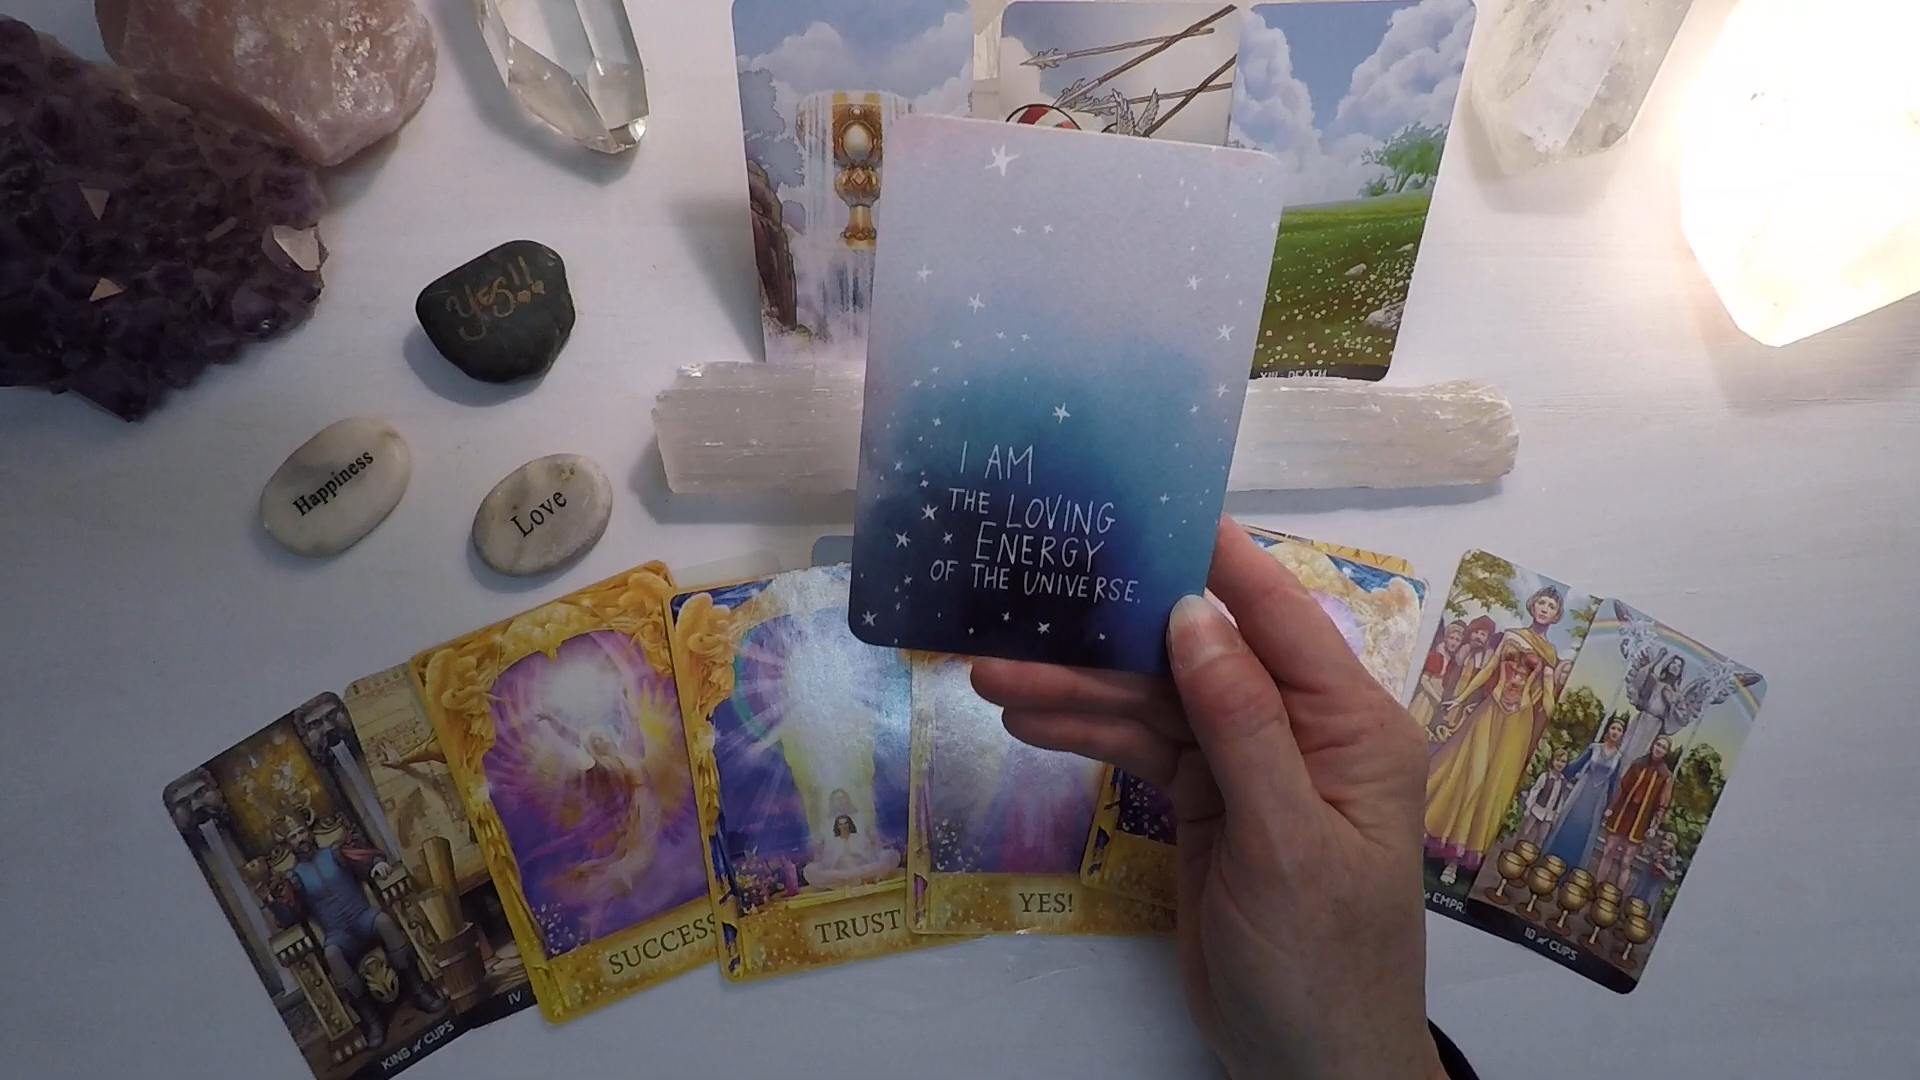 YES!!
Happiness
Love
XIII DEATH
I AM
THE LOVING
ENERGY
OF THE UNIVERSE.
SUCCESS
TRUST
YES!
KING of CUPS
IV
EMPR
10 of CUPS